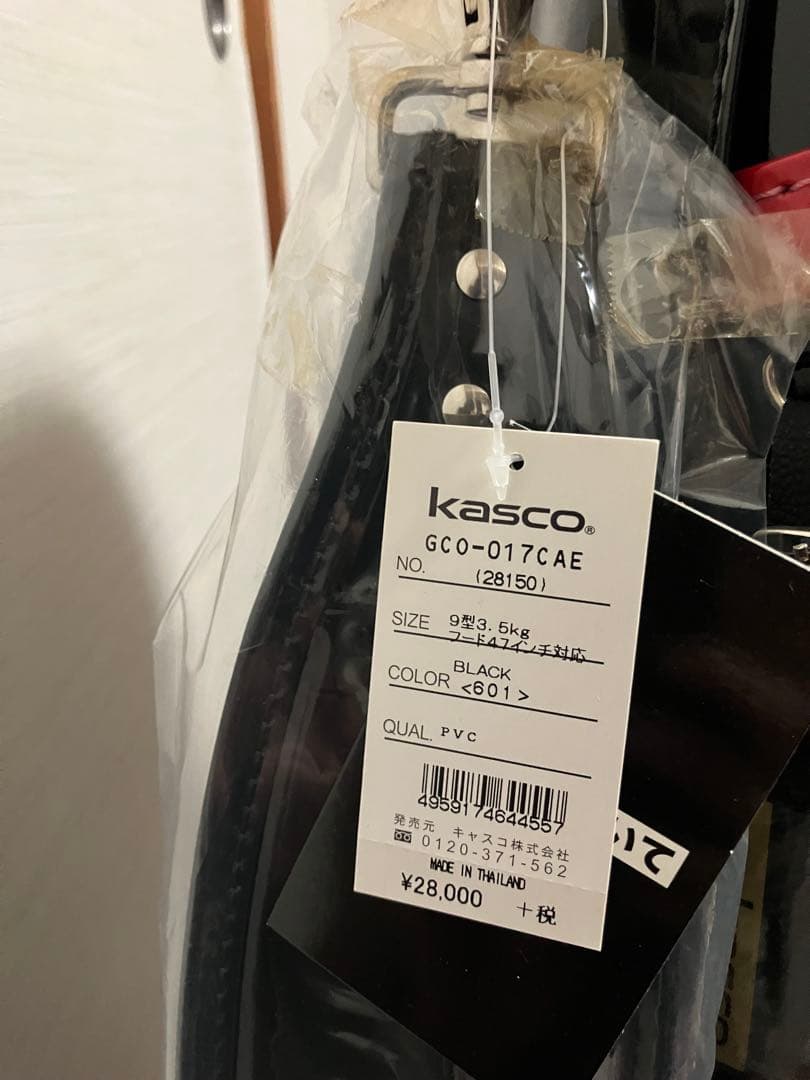 kasco®
NO. GCO-017CAE
(28150)
SIZE 9型3.5kg
フード47インチ対応
COLOR BLACK
<601>
QUAL. PVC
4959174644557
発売元 キャスコ株式会社
0120-371-562
MADE IN THAILAND
¥28,000 +税